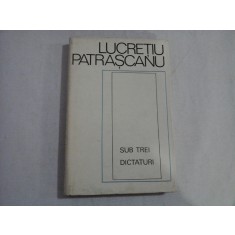 LUCREȚIU
PATRAȘCANU
SUB TREI
DICTATURI